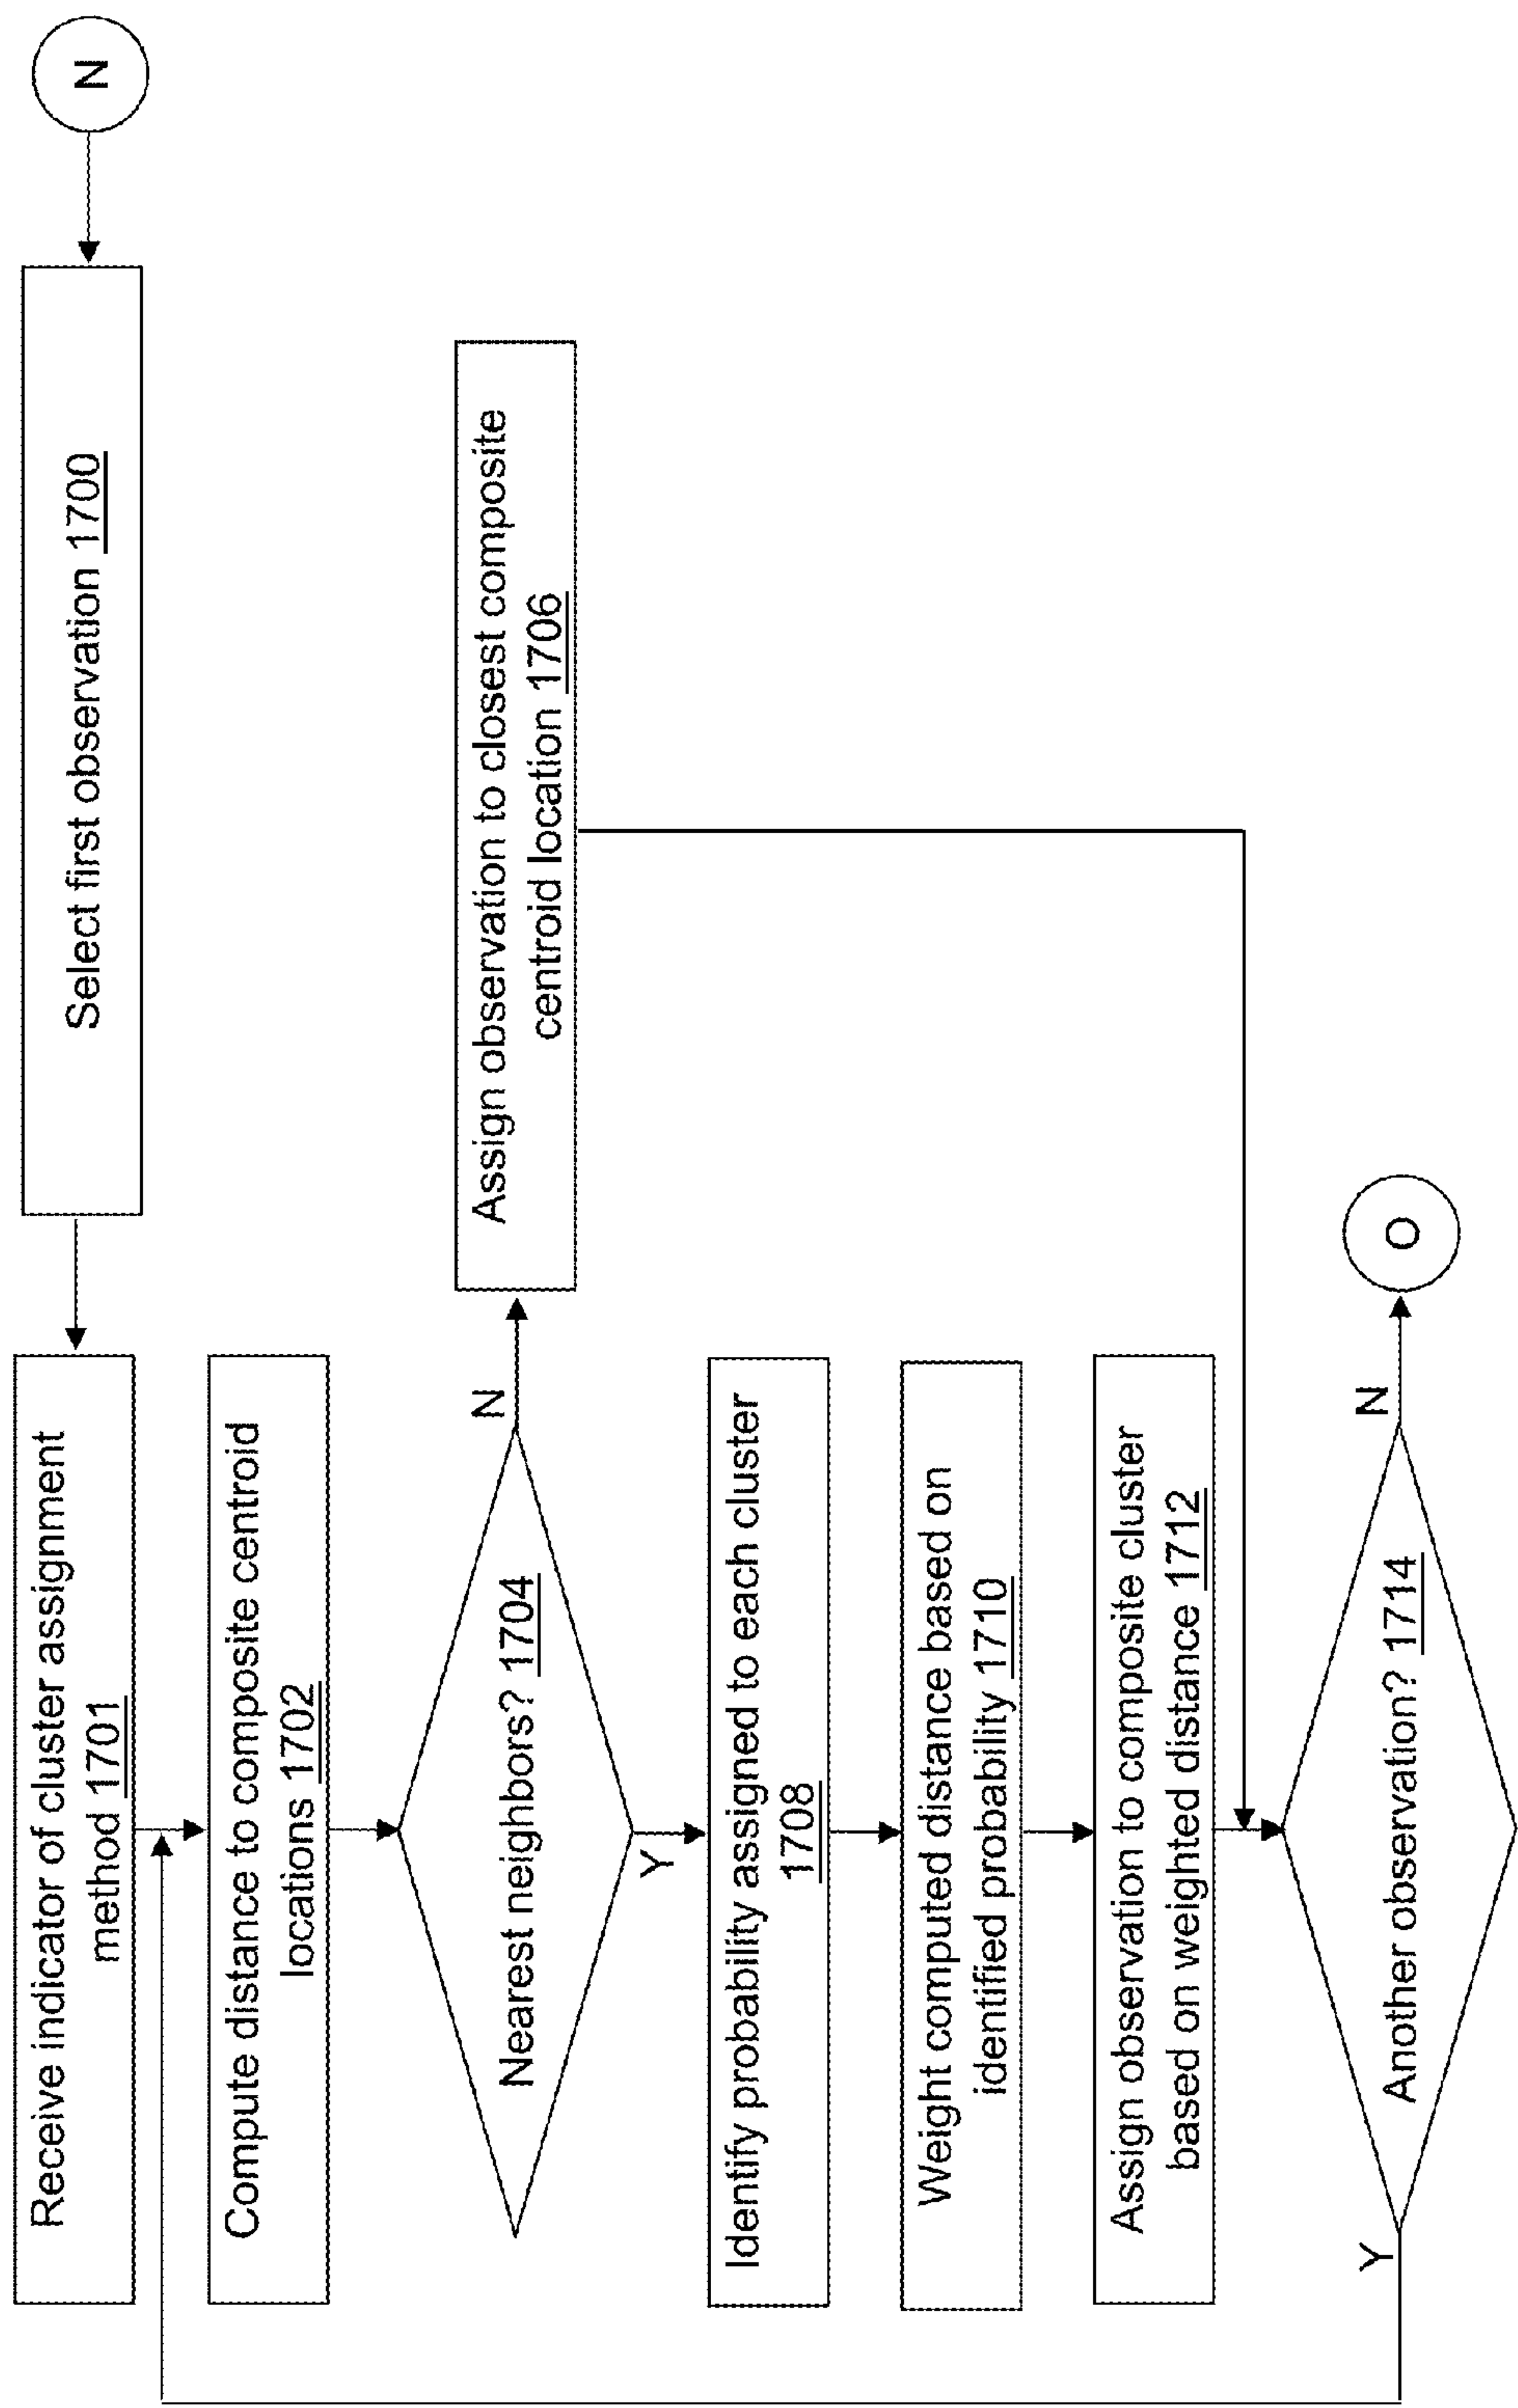 N
Select first observation 1700
Receive indicator of cluster assignment
method 1701
Compute distance to composite centroid
locations 1702
Nearest neighbors? 1704
N
Assign observation to closest composite
centroid location 1706
Y
Identify probability assigned to each cluster
1708
Weight computed distance based on
identified probability 1710
Assign observation to composite cluster
based on weighted distance 1712
Another observation? 1714
Y
N
O